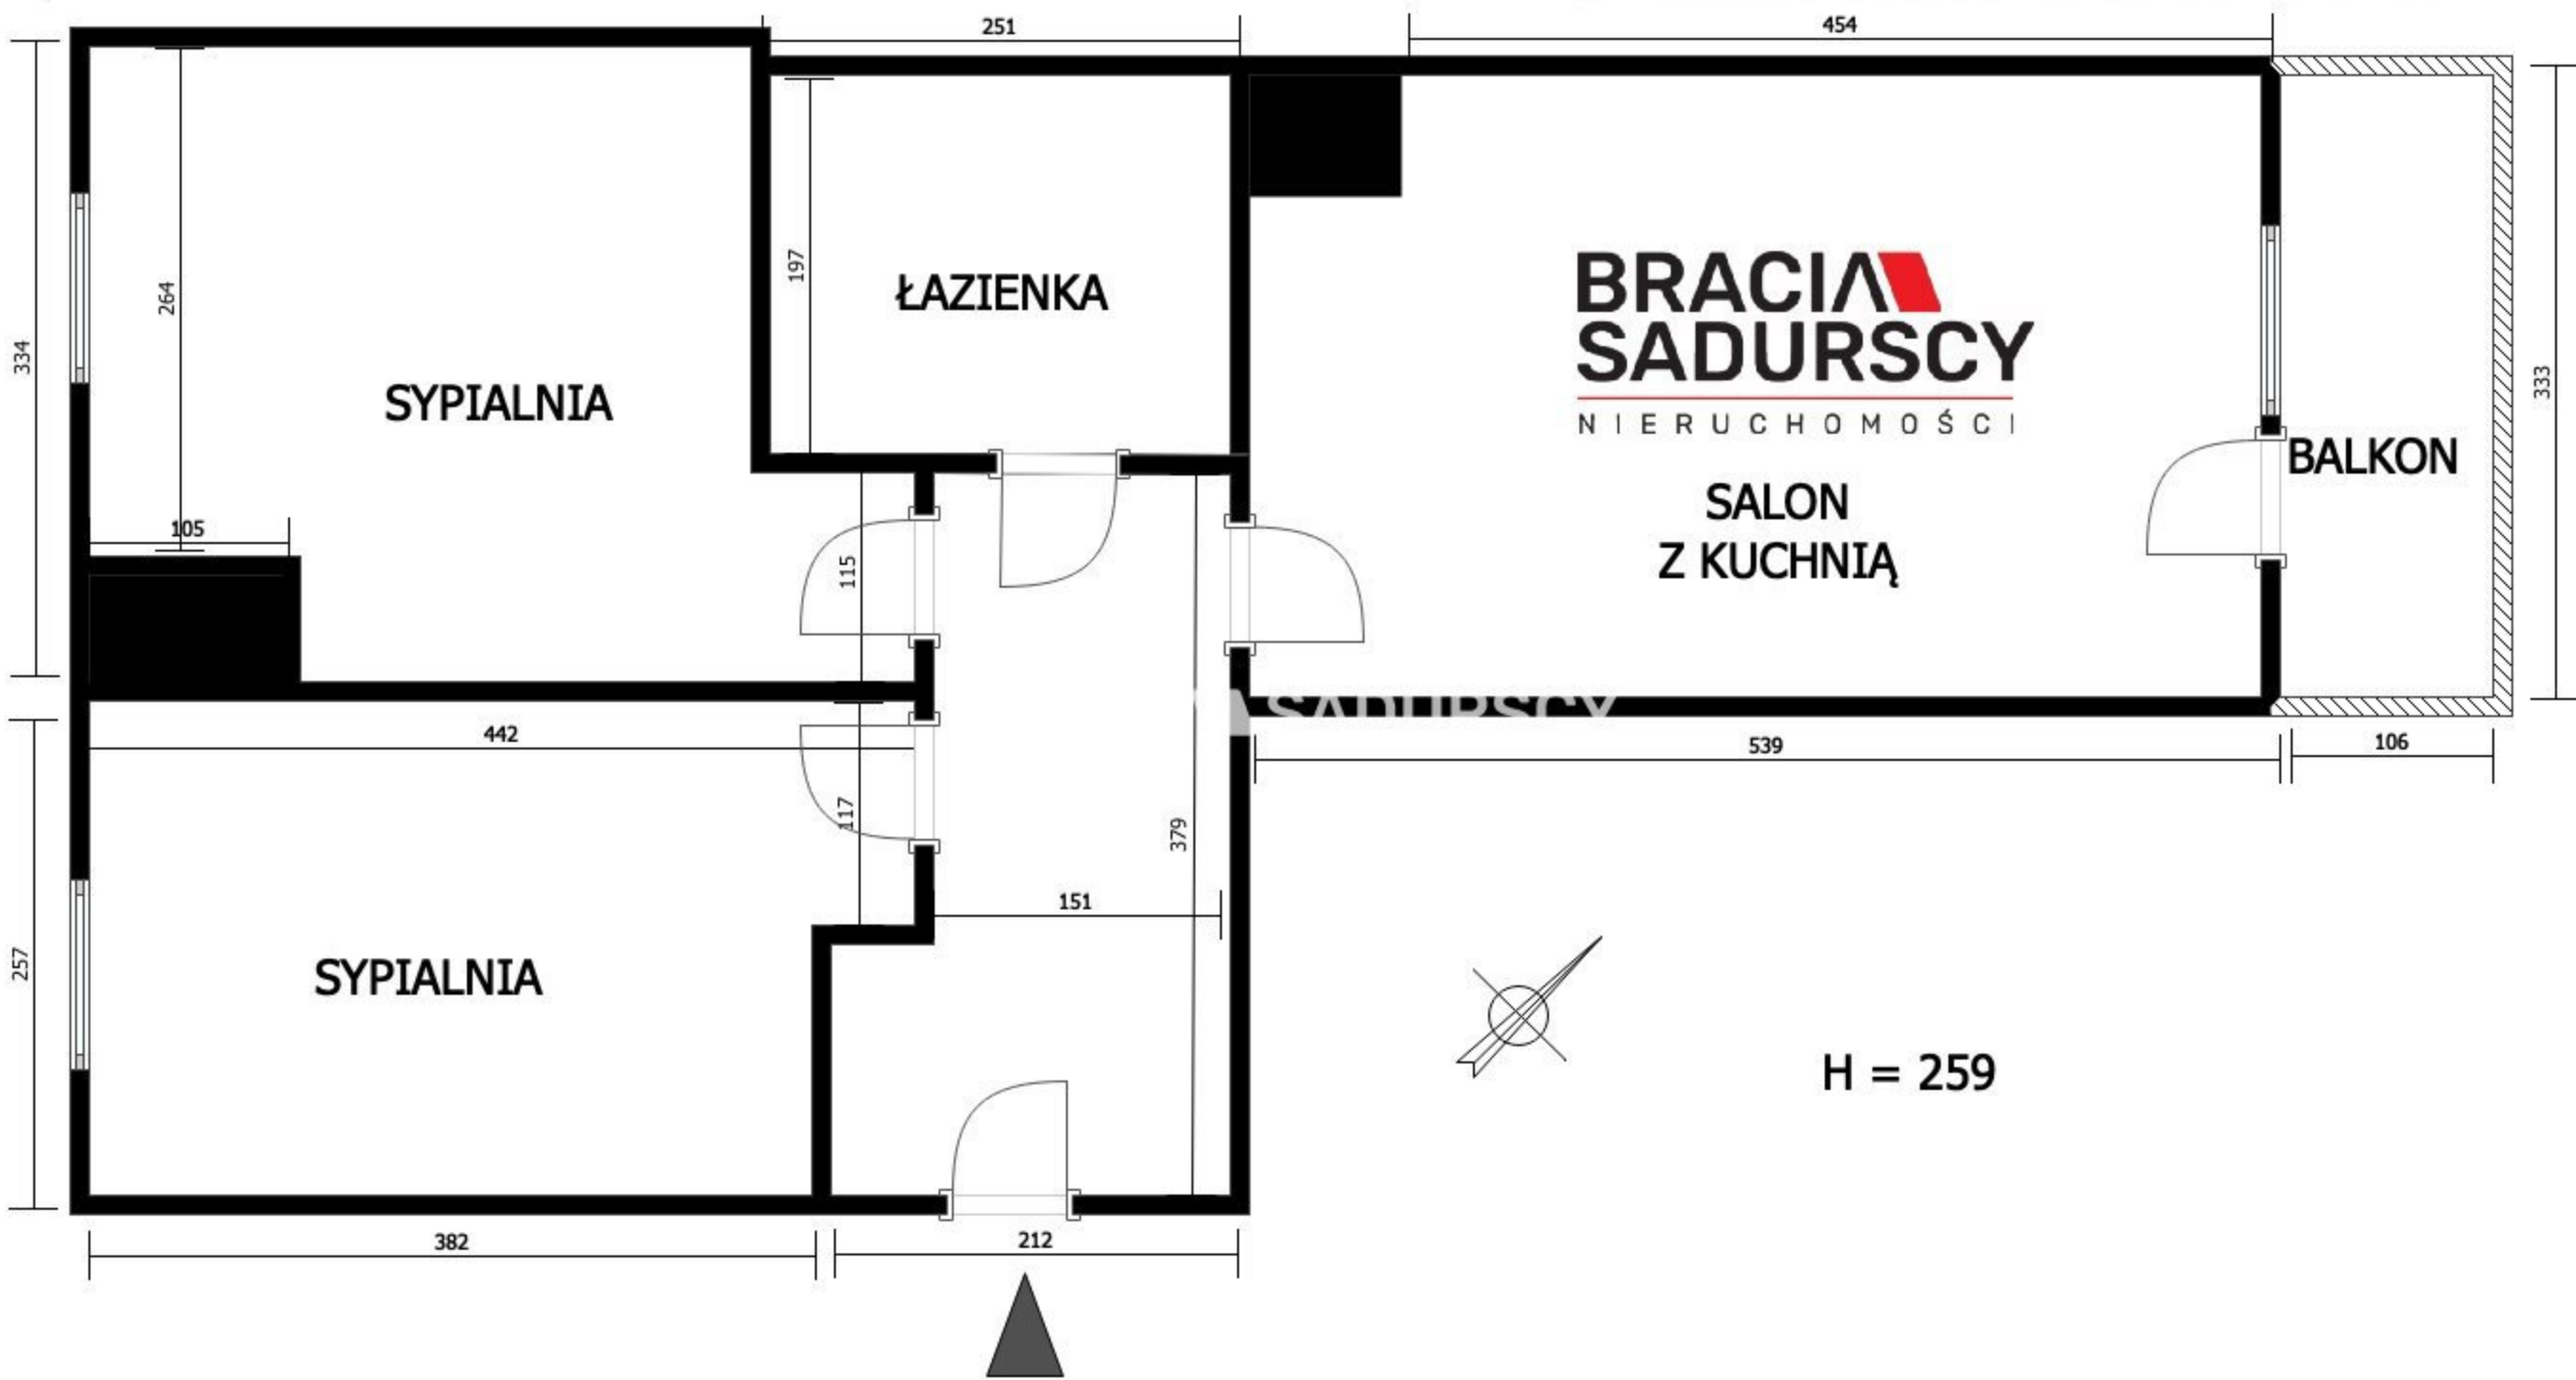 251
454
264
334
197
ŁAZIENKA
SYPIALNIA
BRACIA
SADURSCY
NIERUCHOMOŚCI
333
BALKON
SALON
Z KUCHNIĄ
105
115
SADURSCY
442
539
106
117
379
151
257
SYPIALNIA
H = 259
382
212